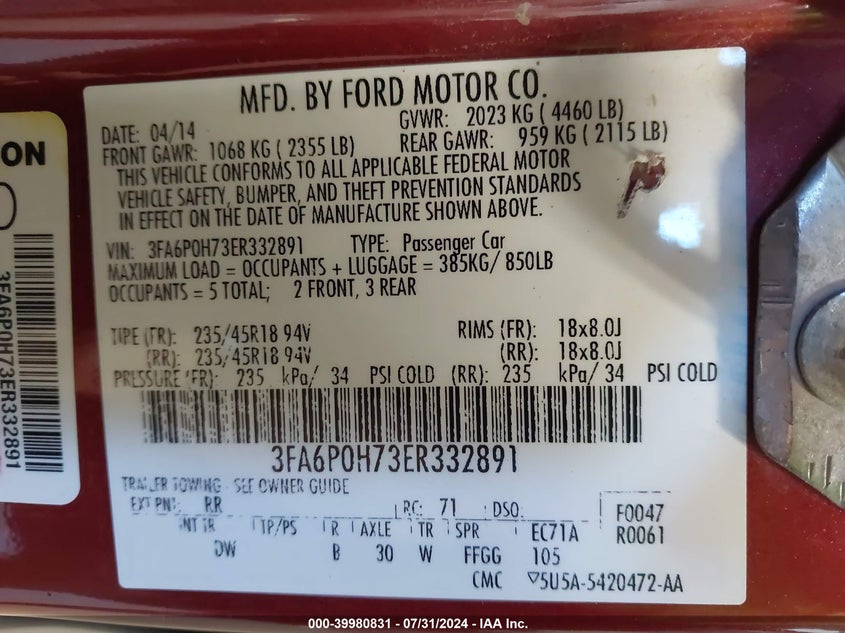 MFD. BY FORD MOTOR CO.
DATE: 04/14 GVWR: 2023 KG ( 4460 LB)
FRONT GAWR: 1068 KG ( 2355 LB) REAR GAWR: 959 KG ( 2115 LB)
THIS VEHICLE CONFORMS TO ALL APPLICABLE FEDERAL MOTOR
VEHICLE SAFETY, BUMPER, AND THEFT PREVENTION STANDARDS
IN EFFECT ON THE DATE OF MANUFACTURE SHOWN ABOVE.
VIN: 3FA6P0H73ER332891 TYPE: Passenger Car
MAXIMUM LOAD = OCCUPANTS + LUGGAGE = 385KG/ 850LB
OCCUPANTS = 5 TOTAL; 2 FRONT, 3 REAR
TIPE (FR): 235/45R18 94V RIMS (FR): 18x8.0J
(RR): 235/45R18 94V (RR): 18x8.0J
PRESSURE (FR): 235 kPa/ 34 PSI COLD (RR): 235 kPa/ 34 PSI COLD
3FA6P0H73ER332891
TRAILER TOWING - SEE OWNER GUIDE
EXT PNT: RR RC: 71 DSO: F0047
INT TR TP/PS R AXLE TR SPR EC71A R0061
DW B 30 W FFGG 105
CMC ▽5U5A-5420472-AA
ON
3FA6P0H73ER332891
000-39980831 - 07/31/2024 - IAA Inc.